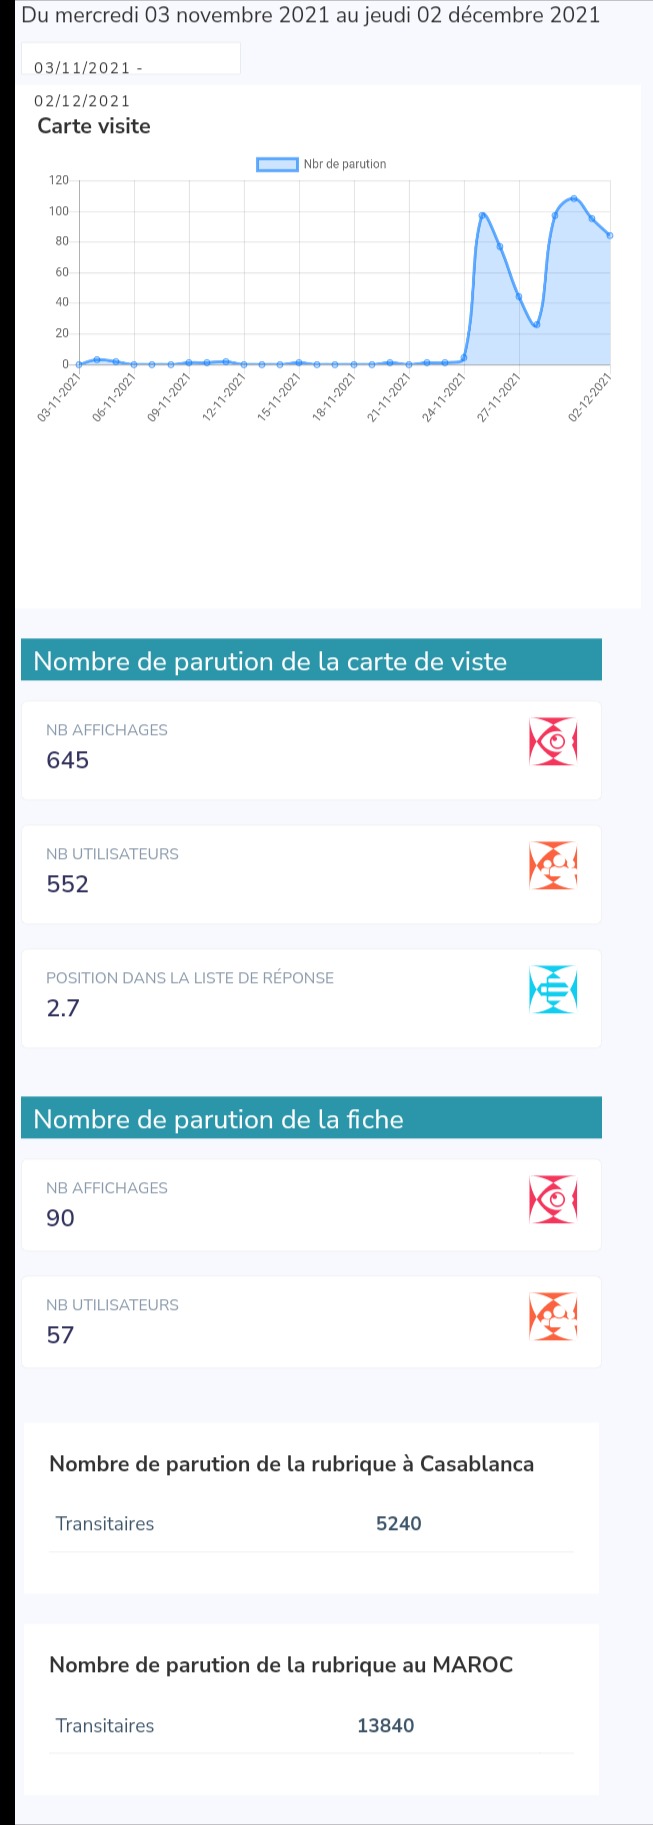 Du mercredi 03 novembre 2021 au jeudi 02 décembre 2021
03/11/2021 -
02/12/2021
Carte visite
Nbr de parution
120
100
80
60
40
20
0
03-11-2021
06-11-2021
09-11-2021
12-11-2021
15-11-2021
18-11-2021
21-11-2021
24-11-2021
27-11-2021
02-12-2021
Nombre de parution de la carte de viste
NB AFFICHAGES
645
NB UTILISATEURS
552
POSITION DANS LA LISTE DE RÉPONSE
2.7
Nombre de parution de la fiche
NB AFFICHAGES
90
NB UTILISATEURS
57
Nombre de parution de la rubrique à Casablanca
Transitaires 5240
Nombre de parution de la rubrique au MAROC
Transitaires 13840